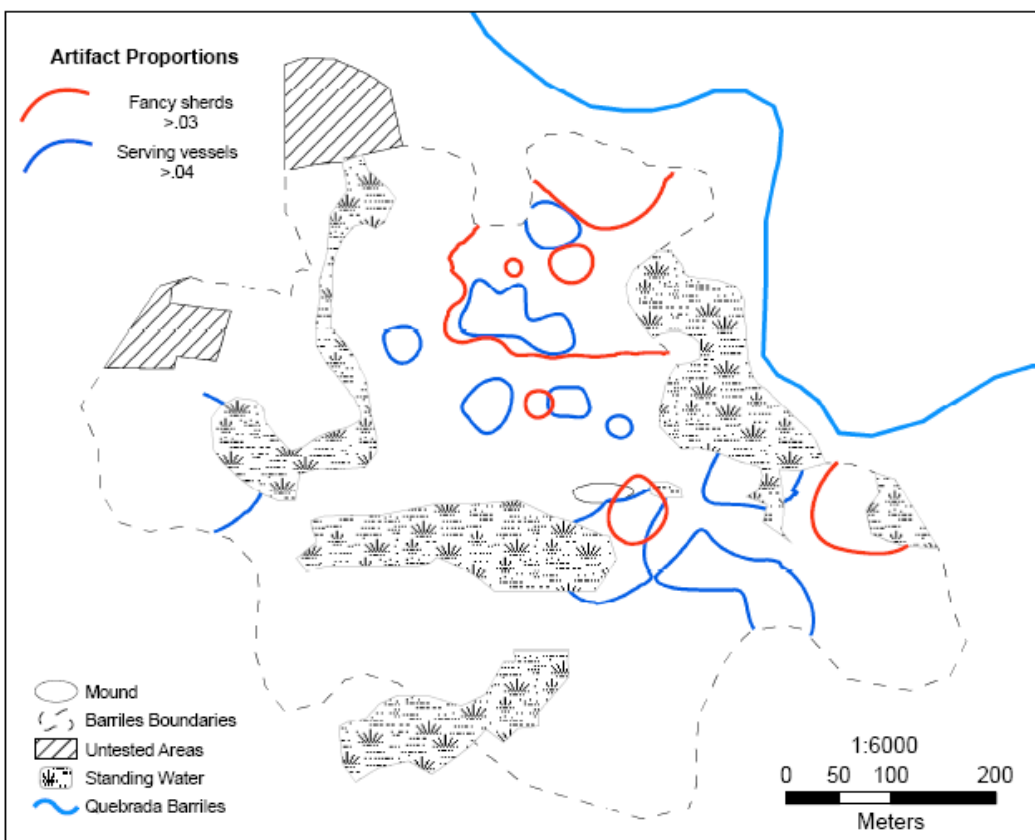 Artifact Proportions
Fancy sherds
>.03
Serving vessels
>.04
Mound
Barriles Boundaries
Untested Areas
Standing Water
Quebrada Barriles
1:6000
0 50 100 200
Meters